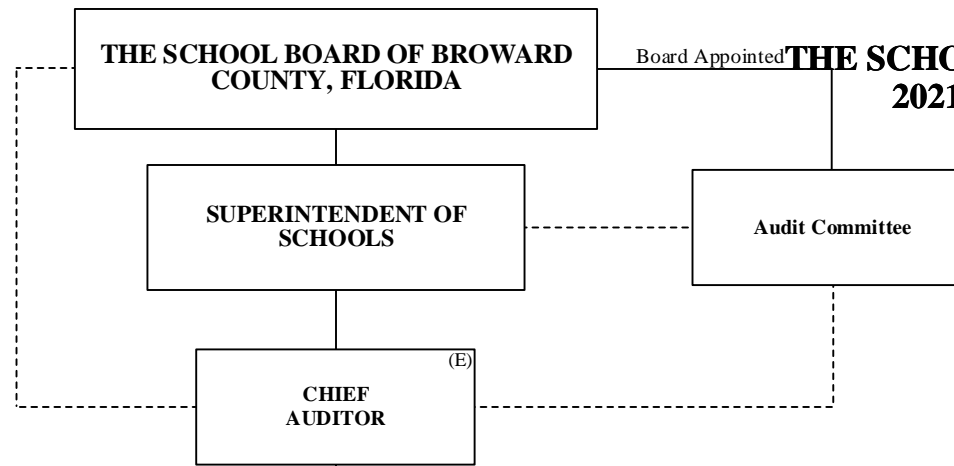 THE SCHOOL BOARD OF BROWARD
COUNTY, FLORIDA
Board Appointed
THE SCHO
2021
SUPERINTENDENT OF
SCHOOLS
Audit Committee
(E)
CHIEF
AUDITOR